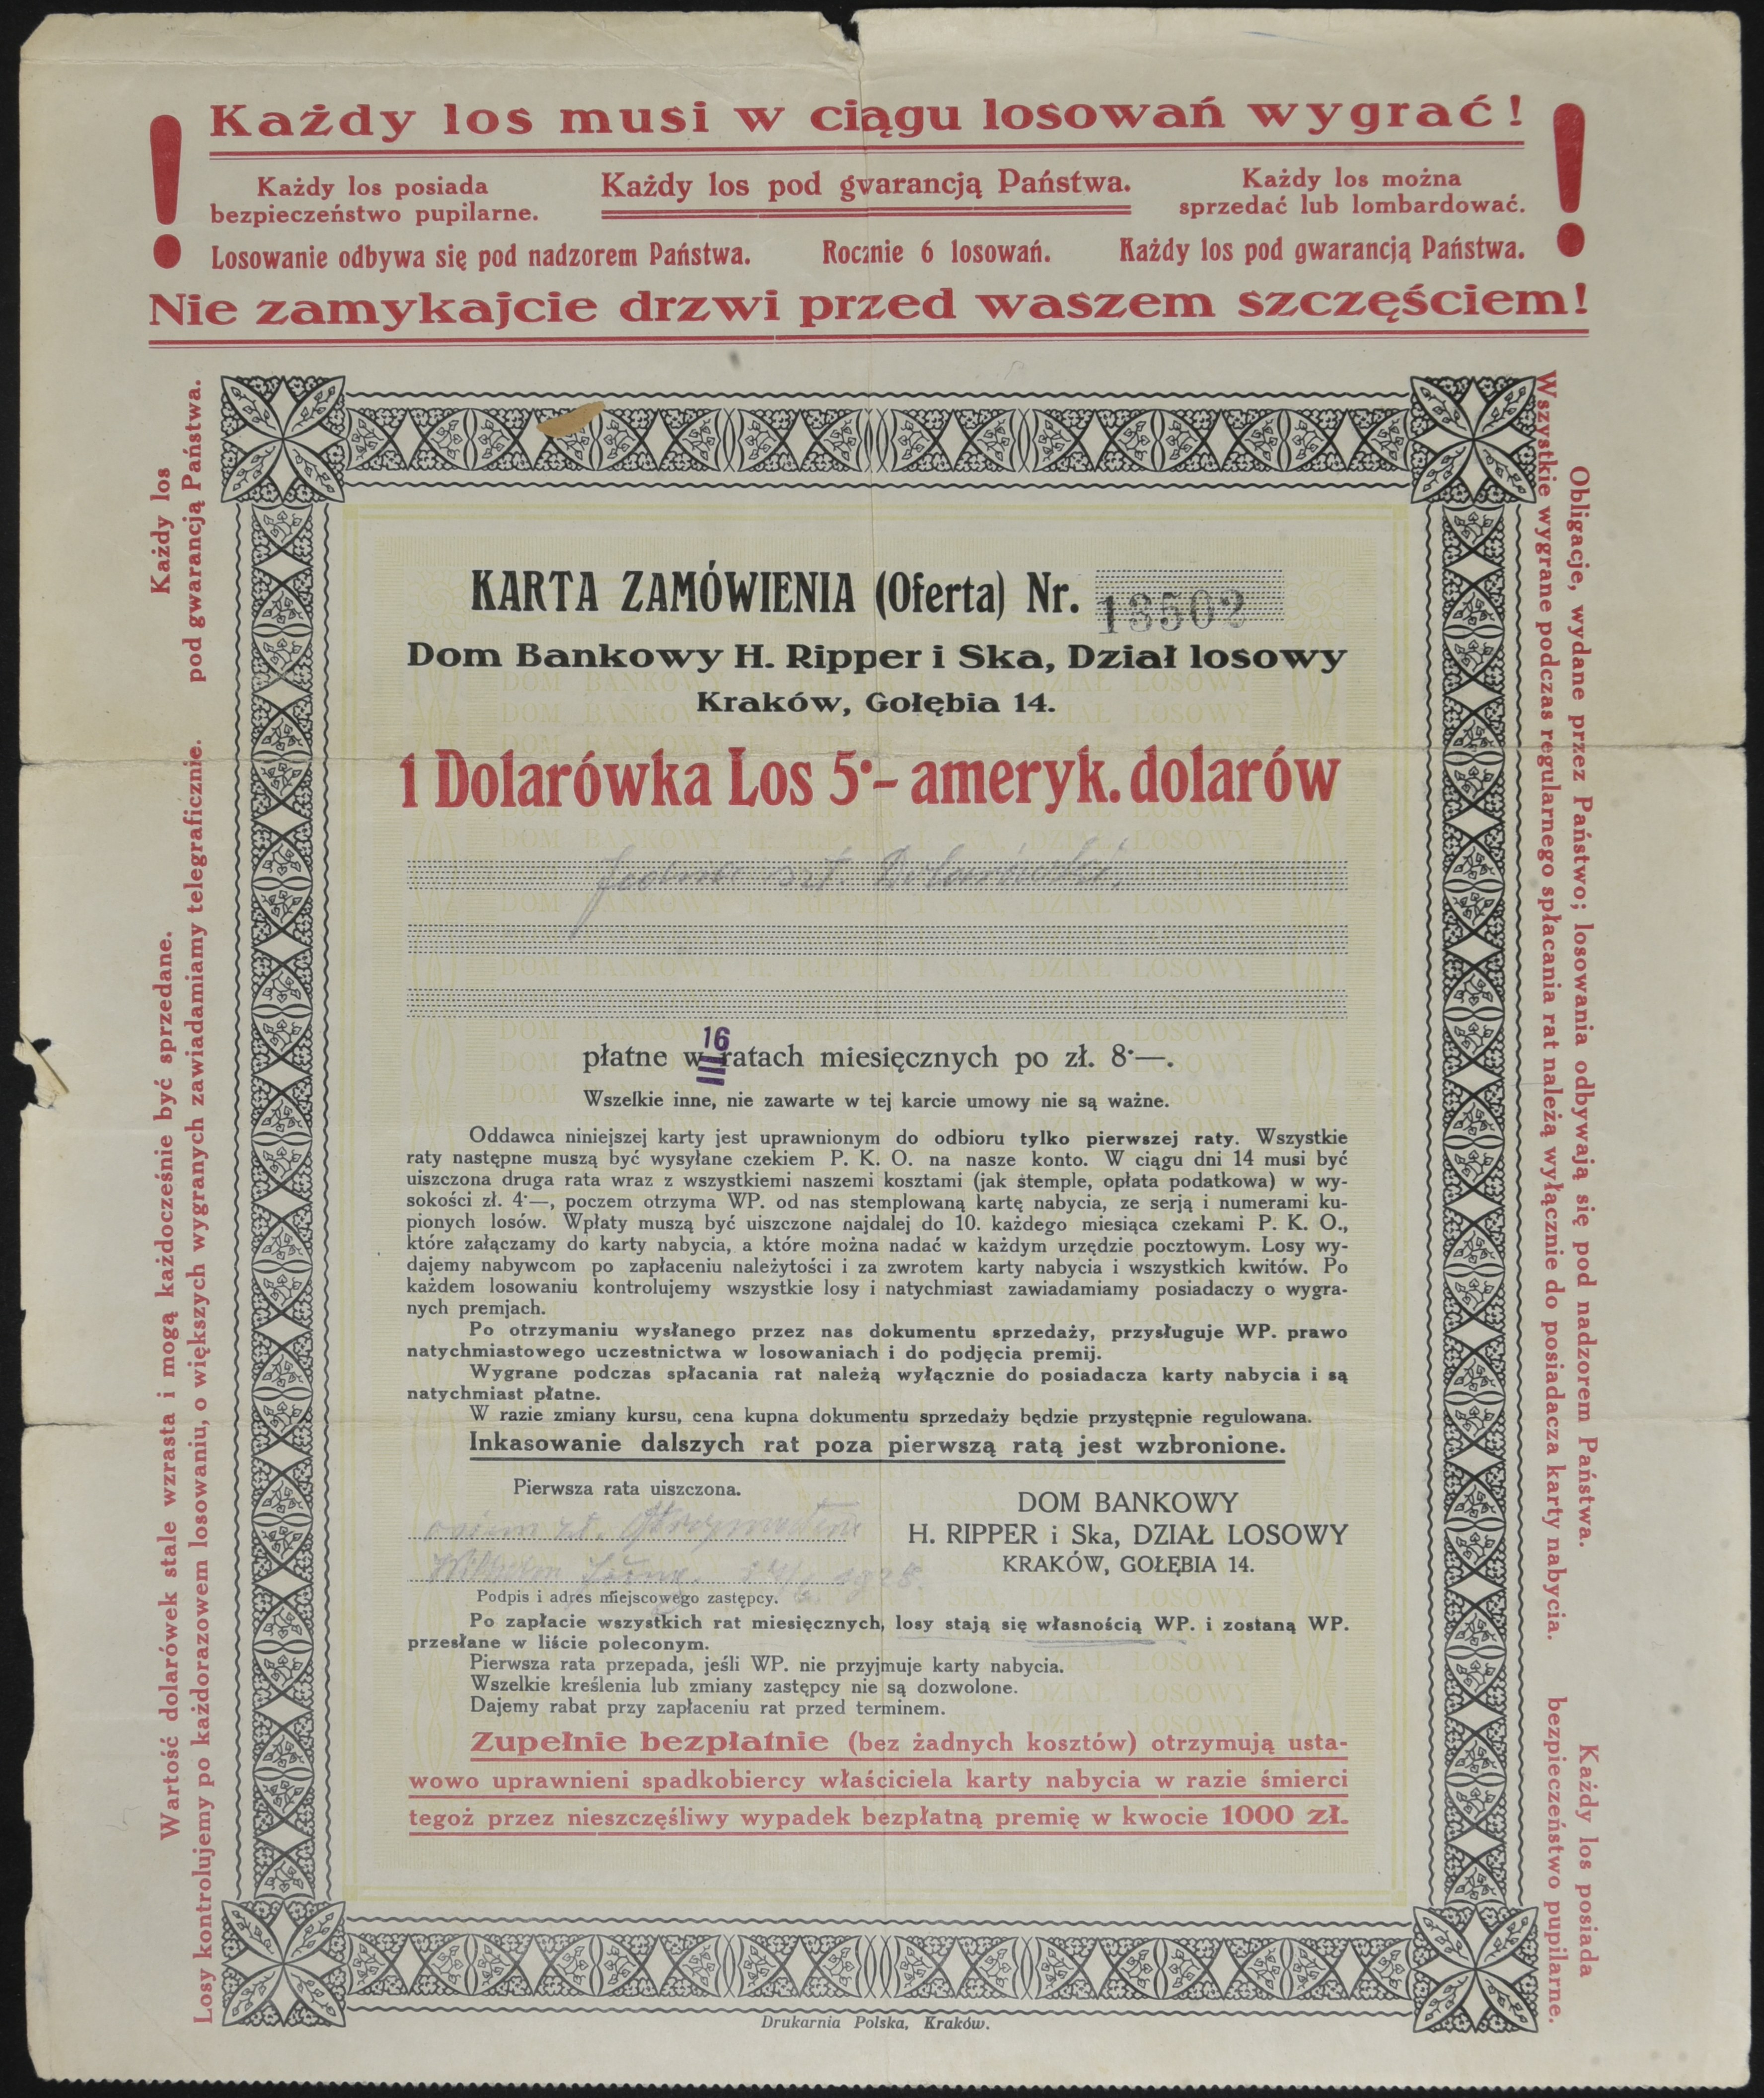 Każdy los musi w ciągu losowań wygrać!
Każdy los posiada
bezpieczeństwo pupilarne.
Każdy los pod gvarancją Państwa.
Każdy los można
sprzedać lub lombardować.
Losowanie odbywa się pod nadzorem Państwa. Rocznie 6 losowań. Każdy los pod gwarancją Państwa.
Nie zamykajcie drzwi przed waszem szczęściem!
Każdy los
pod gwarancją Państwa.
Wartość dolarówek stale wzrasta i mogą każdocześnie być sprzedane.
Losy kontrolujemy po każdorazowem losowaniu, o większych wygranych zawiadamiamy telegraficznie.
KARTA ZAMÓWIENIA (Oferta) Nr. 13502
Dom Bankowy H. Ripper i Ska, Dział losowy
Kraków, Gołębia 14.
1 Dolarówka Los 5·– ameryk. dolarów
płatne w 16 ratach miesięcznych po zł. 8·—.
Wszelkie inne, nie zawarte w tej karcie umowy nie są ważne.
Oddawca niniejszej karty jest uprawnionym do odbioru tylko pierwszej raty. Wszystkie
raty następne muszą być wysyłane czekiem P. K. O. na nasze konto. W ciągu dni 14 musi być
uiszczona druga rata wraz z wszystkiemi naszemi kosztami (jak stemple, opłata podatkowa) w wy-
sokości zł. 4·—, poczem otrzyma WP. od nas stemplowaną kartę nabycia, ze serją i numerami ku-
pionych losów. Wpłaty muszą być uiszczone najdalej do 10. każdego miesiąca czekami P. K. O.,
które załączamy do karty nabycia, a które można nadać w każdym urzędzie pocztowym. Losy wy-
dajemy nabywcom po zapłaceniu należytości i za zwrotem karty nabycia i wszystkich kwitów. Po
każdem losowaniu kontrolujemy wszystkie losy i natychmiast zawiadamiamy posiadaczy o wygra-
nych premjach.
Po otrzymaniu wysłanego przez nas dokumentu sprzedaży, przysługuje WP. prawo
natychmiastowego uczestnictwa w losowaniach i do podjęcia premij.
Wygrane podczas spłacania rat należą wyłącznie do posiadacza karty nabycia i są
natychmiast płatne.
W razie zmiany kursu, cena kupna dokumentu sprzedaży będzie przystępnie regulowana.
Inkasowanie dalszych rat poza pierwszą ratą jest wzbronione.
Pierwsza rata uiszczona.
Podpis i adres miejscowego zastępcy.
DOM BANKOWY
H. RIPPER i Ska, DZIAŁ LOSOWY
KRAKÓW, GOŁĘBIA 14.
Po zapłacie wszystkich rat miesięcznych, losy stają się własnością WP. i zostaną WP.
przesłane w liście poleconym.
Pierwsza rata przepada, jeśli WP. nie przyjmuje karty nabycia.
Wszelkie kreślenia lub zmiany zastępcy nie są dozwolone.
Dajemy rabat przy zapłaceniu rat przed terminem.
Zupełnie bezpłatnie (bez żadnych kosztów) otrzymują usta-
wowo uprawnieni spadkobiercy właściciela karty nabycia w razie śmierci
tegoż przez nieszczęśliwy wypadek bezpłatną premię w kwocie 1000 zł.
Obligacje, wydane przez Państwo; losowania odbywają się pod nadzorem Państwa.
Wszystkie wygrane podczas regularnego spłacania rat należą wyłącznie do posiadacza karty nabycia.
Każdy los posiada
bezpieczeństwo pupilarne.
Drukarnia Polska, Kraków.